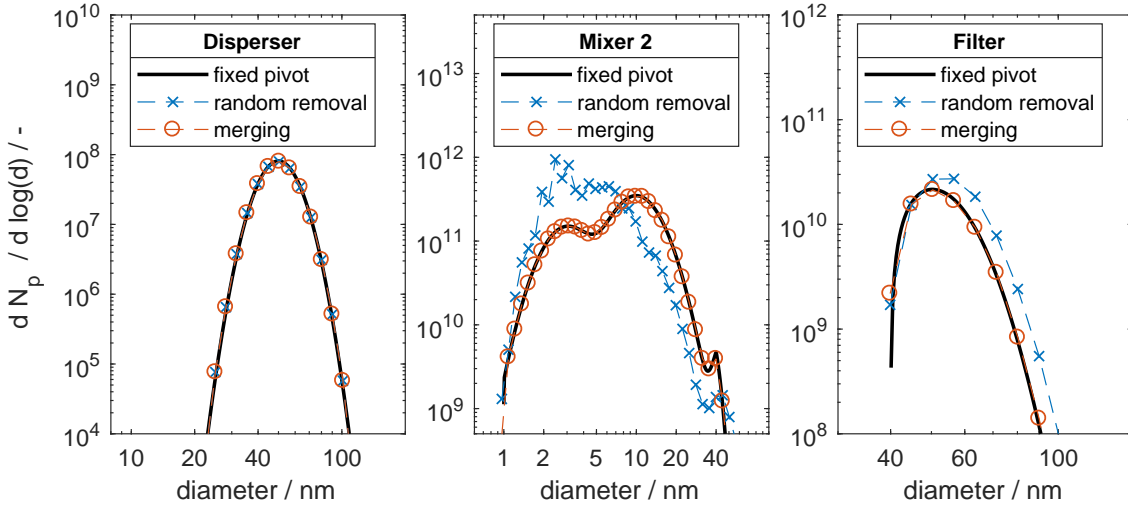 d N_p / d log(d) / -
10^10
10^9
10^8
10^7
10^6
10^5
10^4
Disperser
fixed pivot
random removal
merging
10 20 40 100
diameter / nm
10^13
10^12
10^11
10^10
10^9
Mixer 2
fixed pivot
random removal
merging
1 2 5 10 20 40
diameter / nm
10^12
10^11
10^10
10^9
10^8
Filter
fixed pivot
random removal
merging
40 60 100
diameter / nm